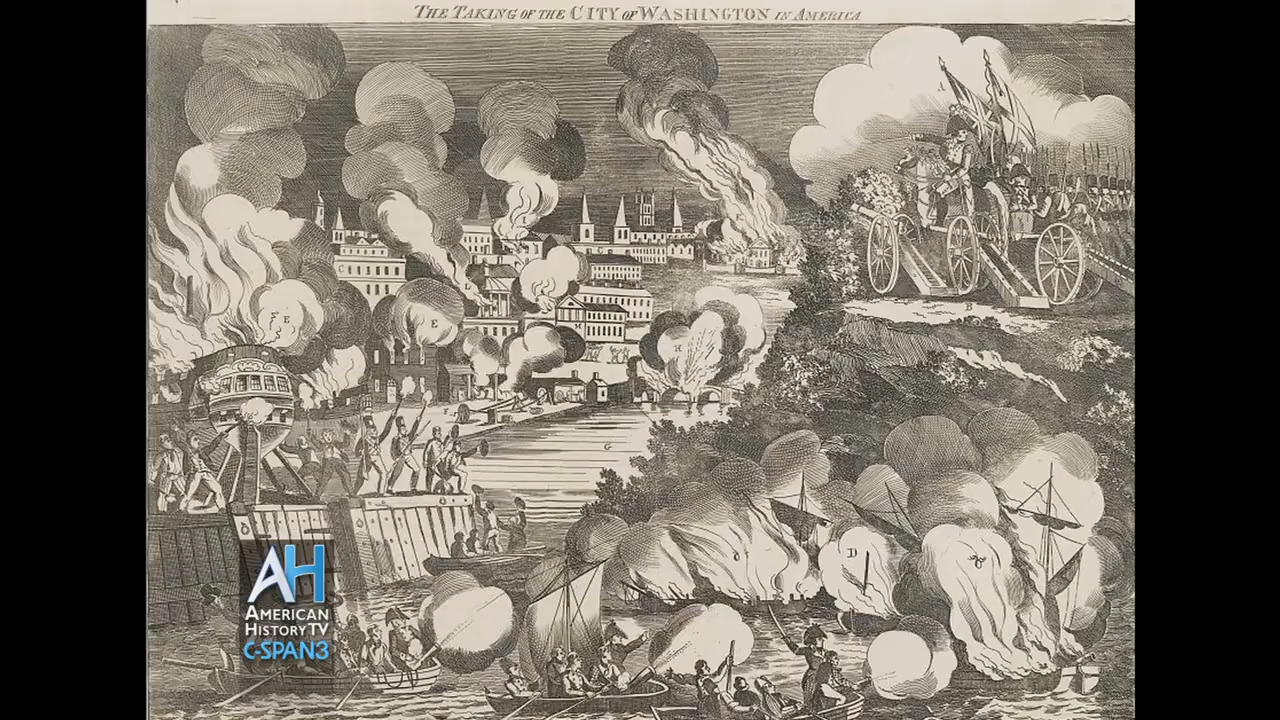 THE TAKING OF THE CITY OF WASHINGTON IN AMERICA
A
E
E
H
G
D
AH
AMERICAN
HISTORY TV
C-SPAN3